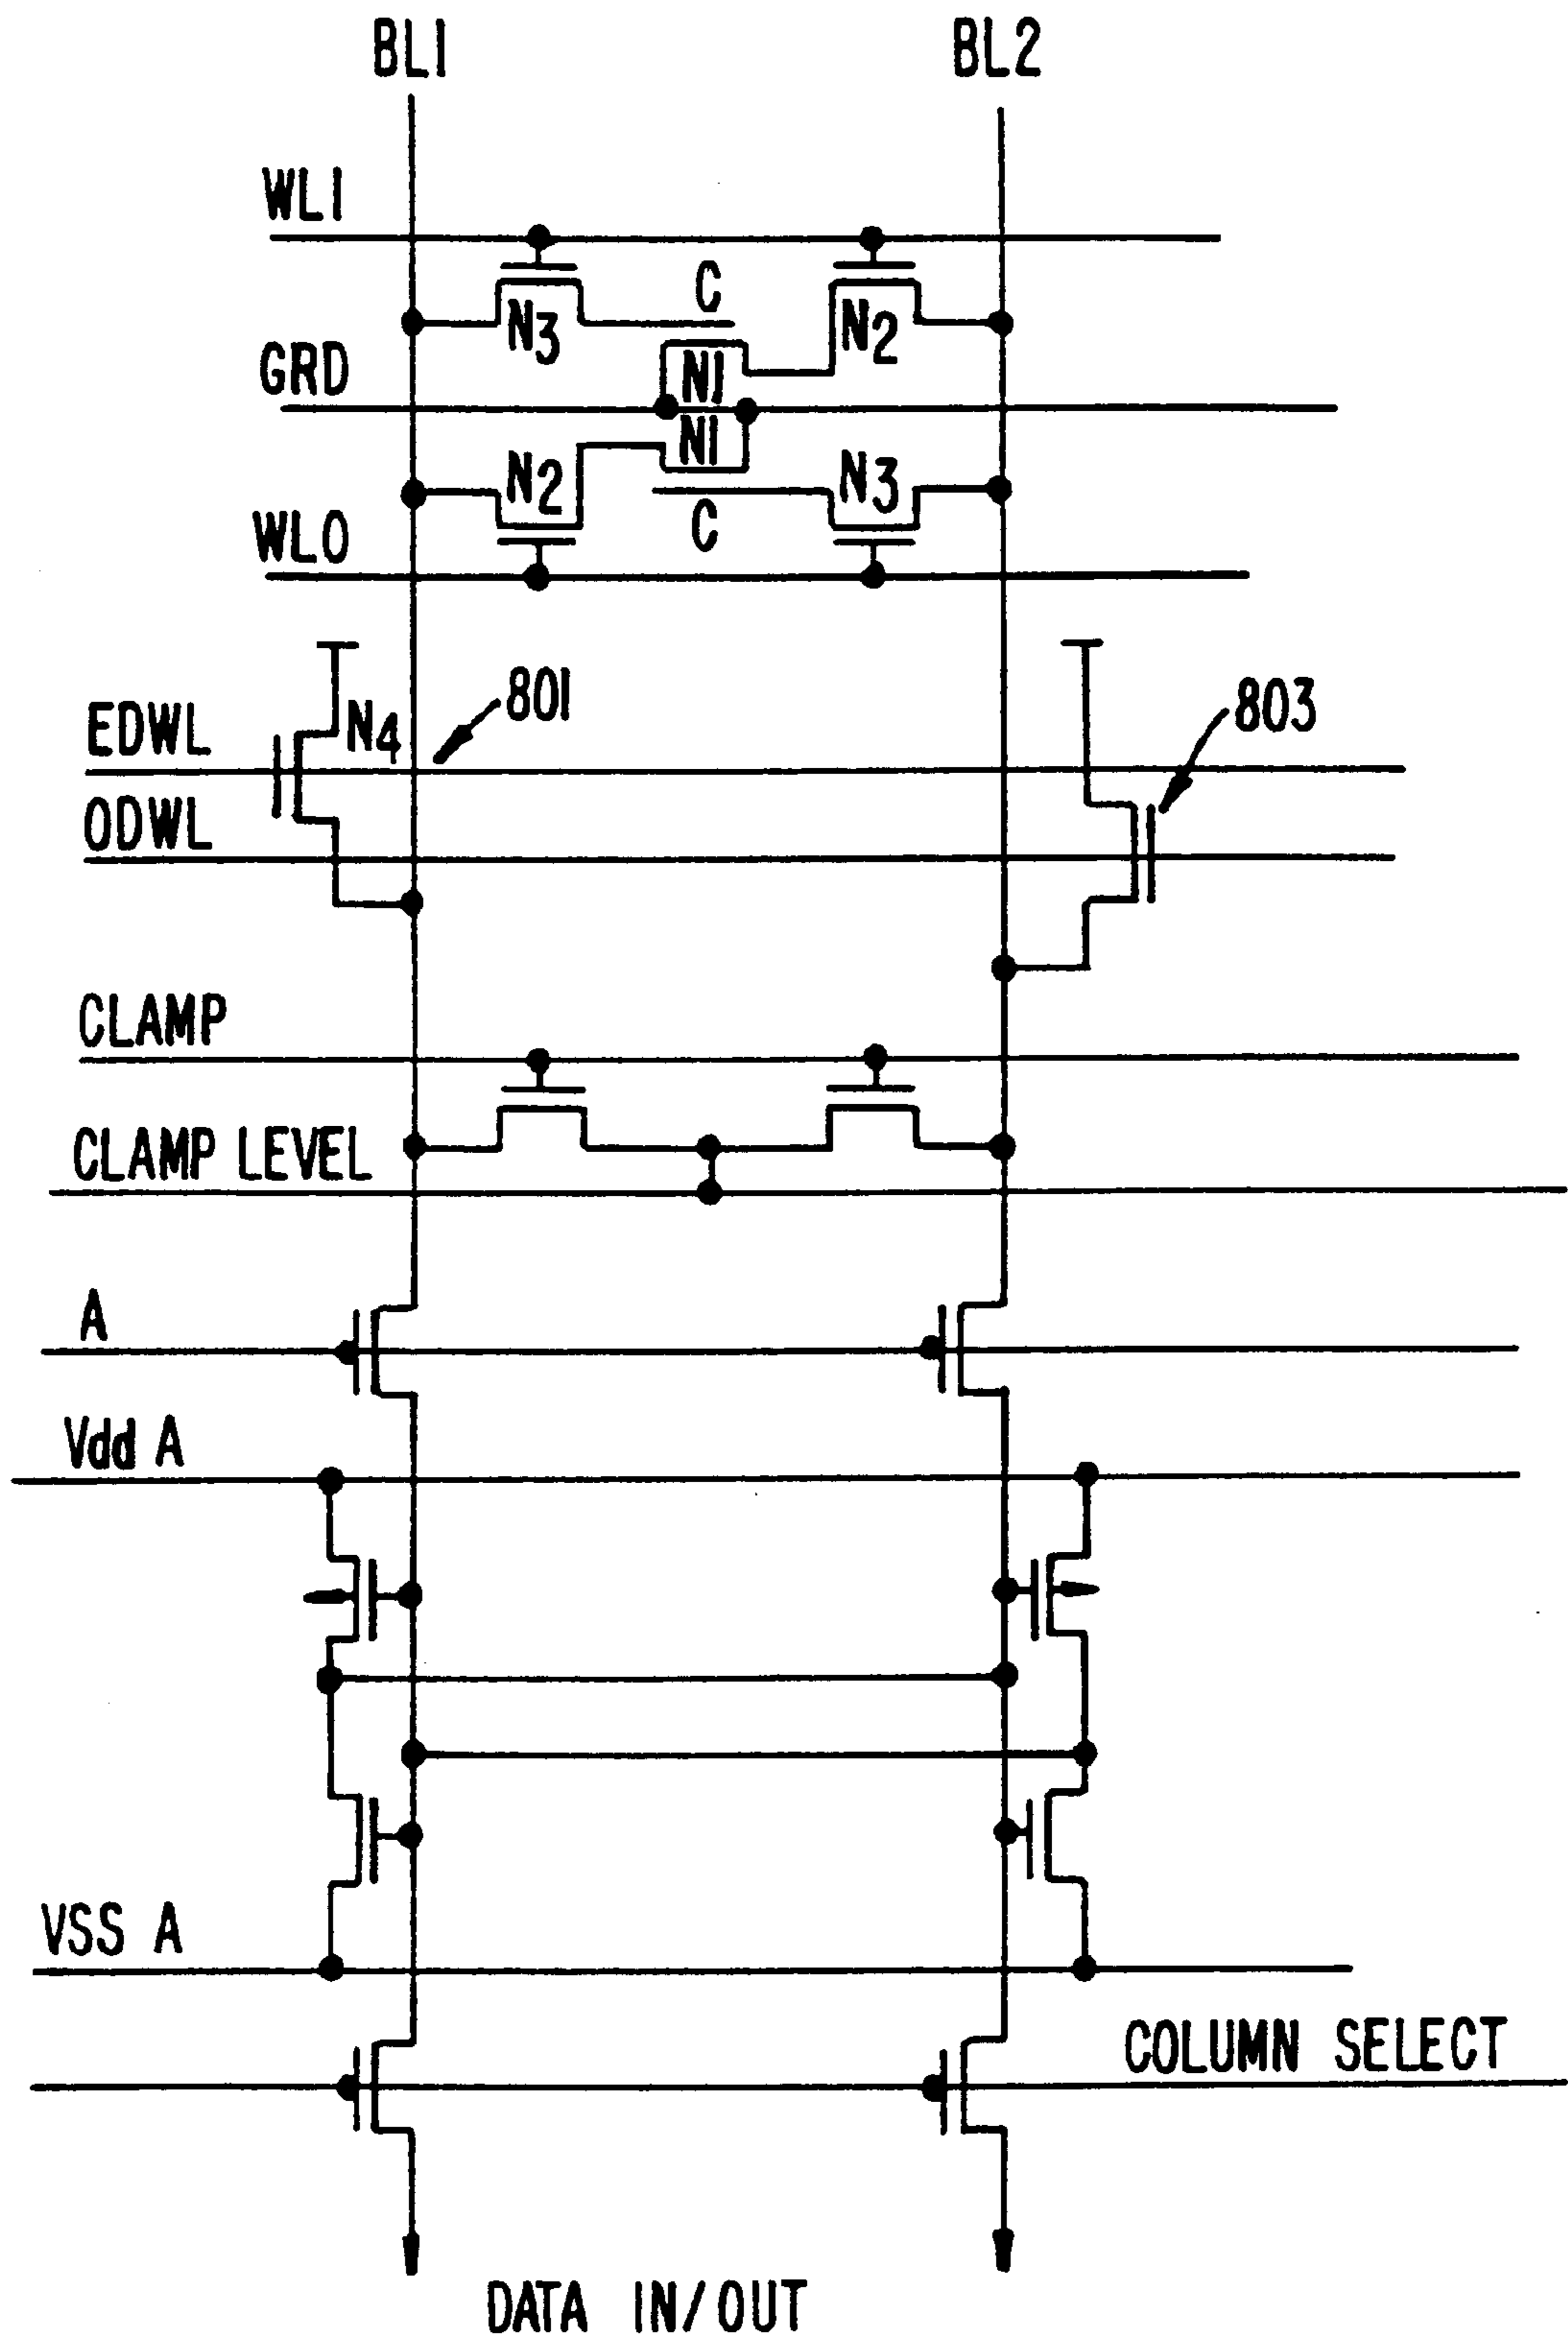 BL1 BL2
WL1
C
N3 N2
GRD N1
N1
N2 N3
WL0 C
801
EDWL N4 803
ODWL
CLAMP
CLAMP LEVEL
A
Vdd A
VSS A
COLUMN SELECT
DATA IN/OUT